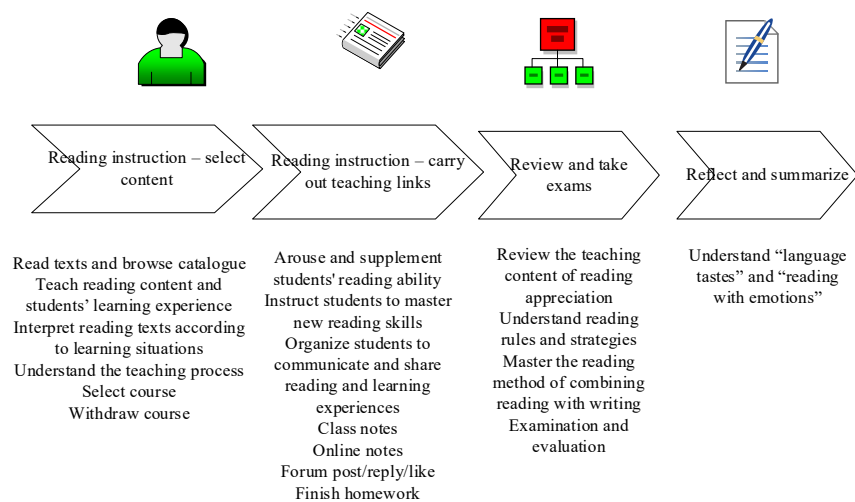 Reading instruction – select
content
Reading instruction – carry
out teaching links
Review and take
exams
Reflect and summarize
Read texts and browse catalogue
Teach reading content and
students’ learning experience
Interpret reading texts according
to learning situations
Understand the teaching process
Select course
Withdraw course
Arouse and supplement
students' reading ability
Instruct students to master
new reading skills
Organize students to
communicate and share
reading and learning
experiences
Class notes
Online notes
Forum post/reply/like
Finish homework
Review the teaching
content of reading
appreciation
Understand reading
rules and strategies
Master the reading
method of combining
reading with writing
Examination and
evaluation
Understand “language
tastes” and “reading
with emotions”